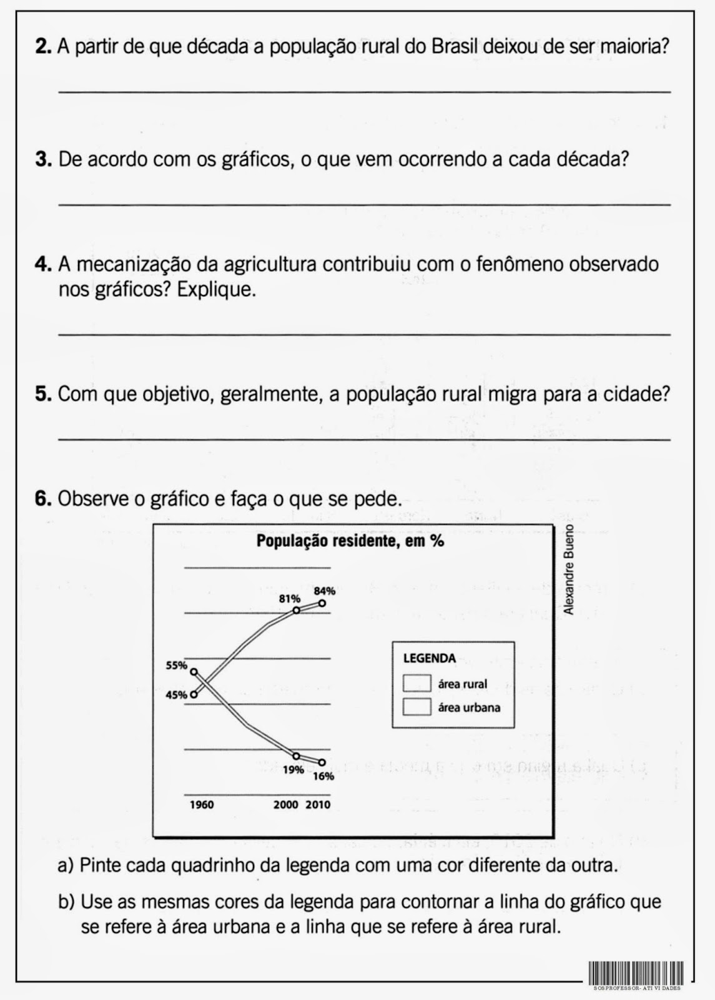 2. A partir de que década a população rural do Brasil deixou de ser maioria?
3. De acordo com os gráficos, o que vem ocorrendo a cada década?
4. A mecanização da agricultura contribuiu com o fenômeno observado
nos gráficos? Explique.
5. Com que objetivo, geralmente, a população rural migra para a cidade?
6. Observe o gráfico e faça o que se pede.
População residente, em %
84%
81%
55%
45%
19%
16%
1960 2000 2010
LEGENDA
área rural
área urbana
Alexandre Bueno
a) Pinte cada quadrinho da legenda com uma cor diferente da outra.
b) Use as mesmas cores da legenda para contornar a linha do gráfico que
se refere à área urbana e a linha que se refere à área rural.
SOSPROFESSOR-ATIVIDADES